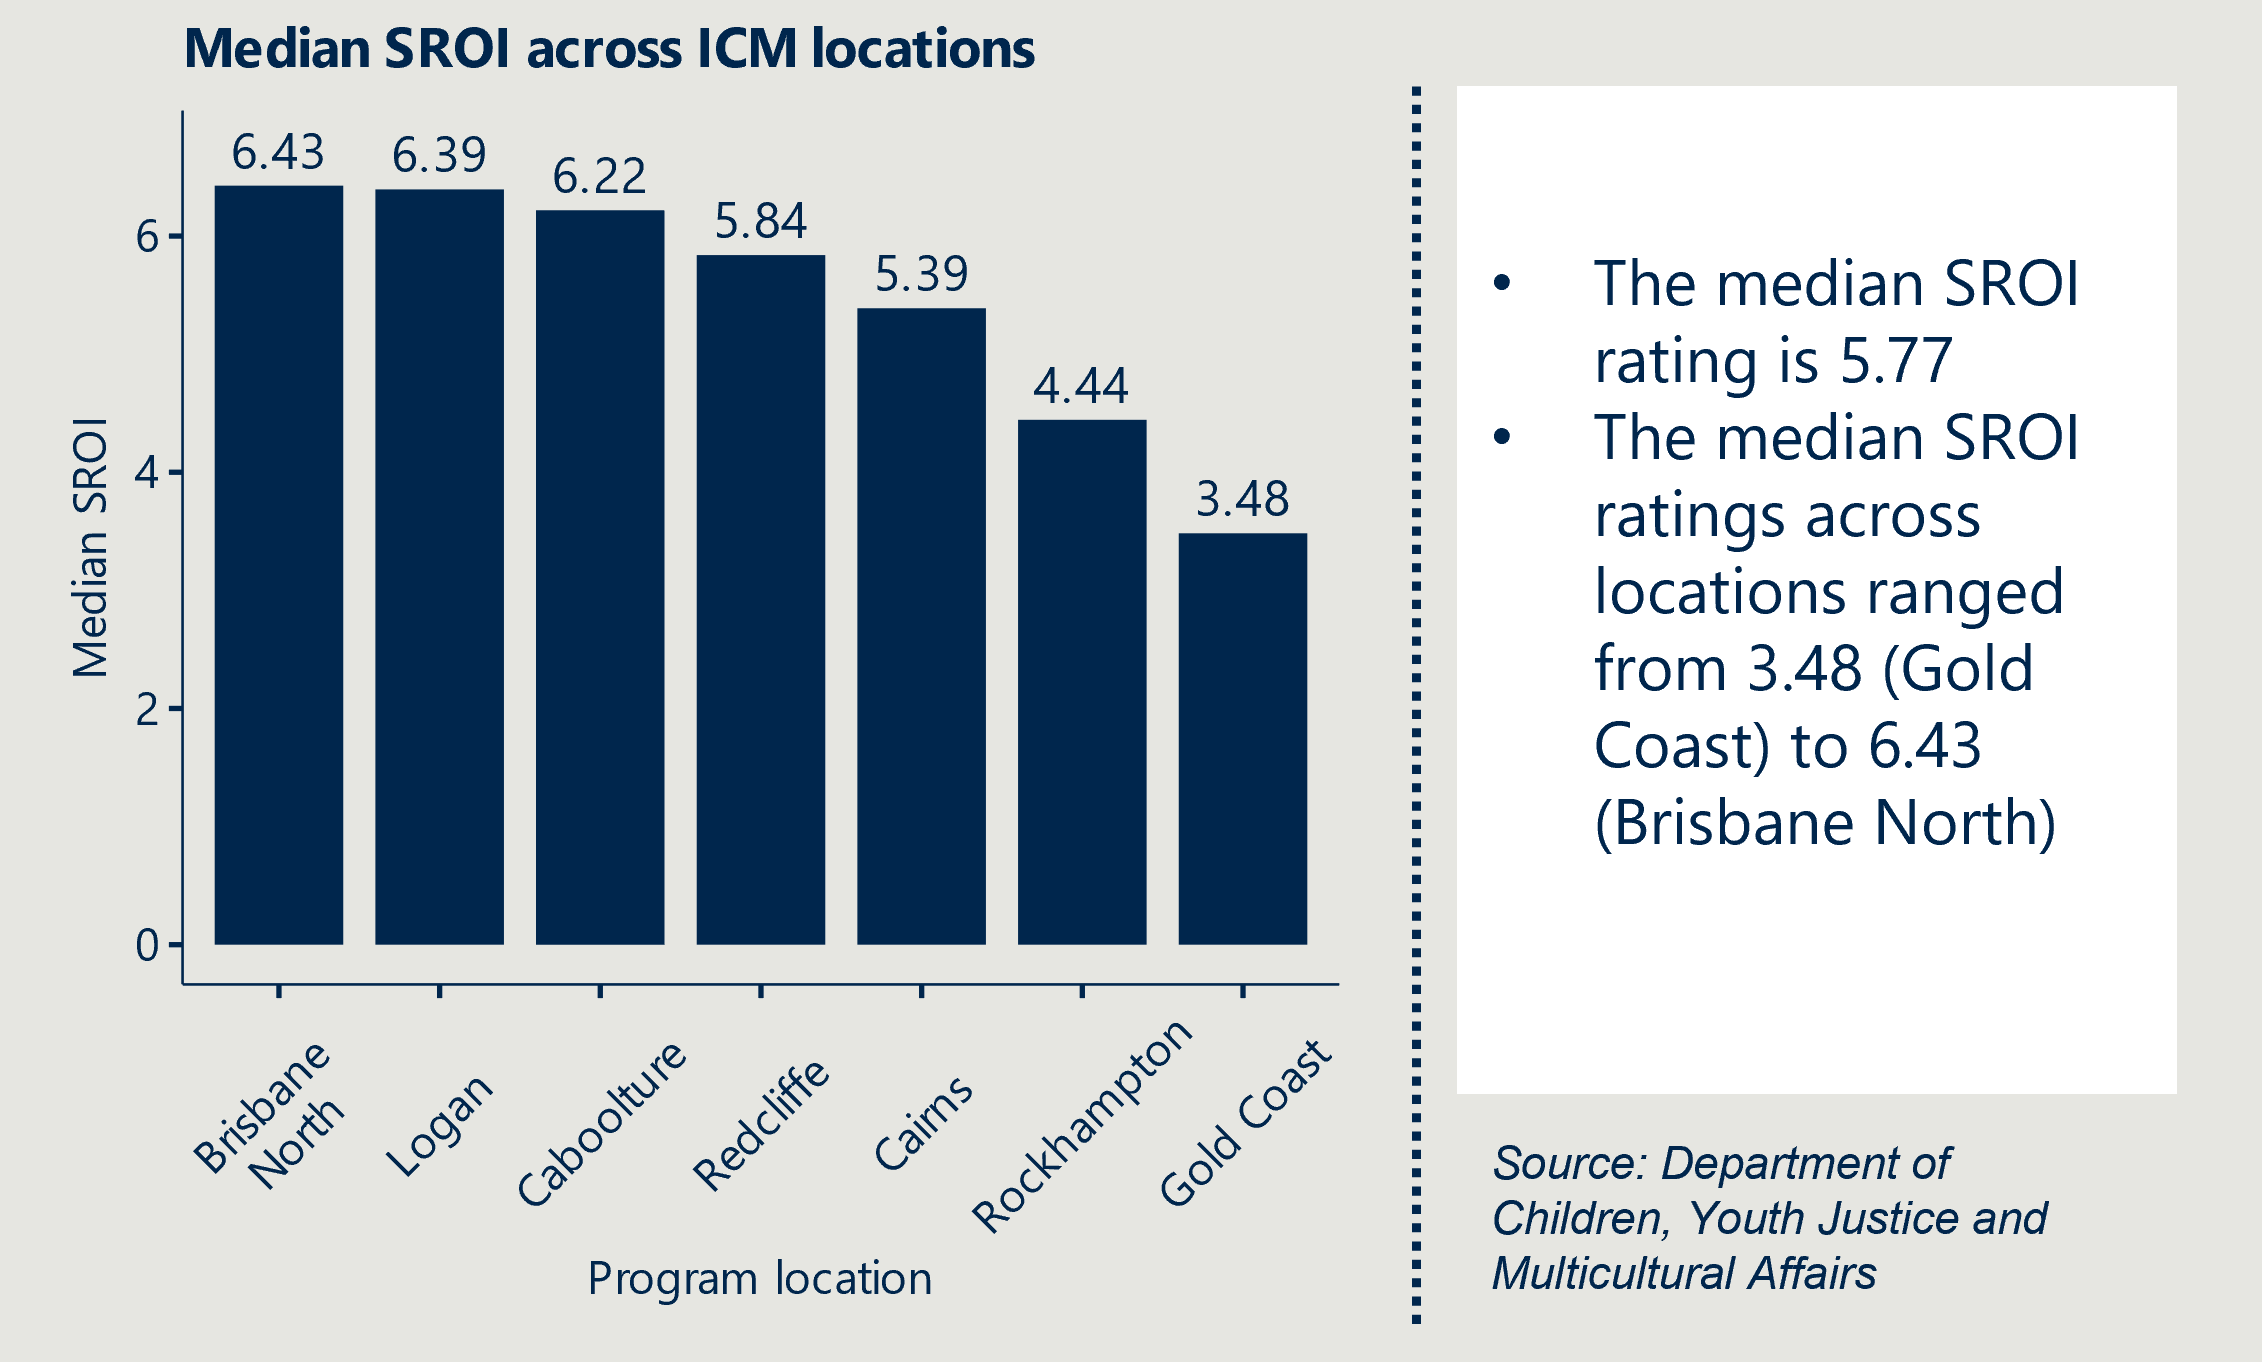 Median SROI across ICM locations
6.43
6.39
6.22
5.84
5.39
4.44
3.48
6
4
2
0
Median SROI
Brisbane
North
Logan
Caboolture
Redcliffe
Cairns
Rockhampton
Gold Coast
Program location
• The median SROI
rating is 5.77
• The median SROI
ratings across
locations ranged
from 3.48 (Gold
Coast) to 6.43
(Brisbane North)
Source: Department of
Children, Youth Justice and
Multicultural Affairs